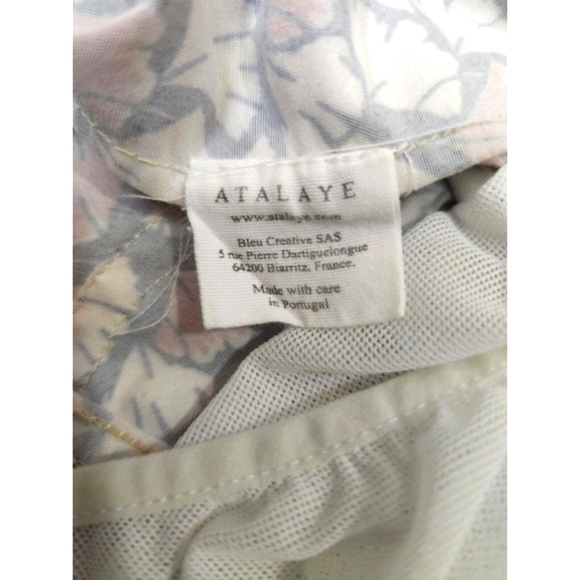 ATALAYE
www.atalaye.com
Bleu Creative SAS
5 rue Pierre Dartiguelongue
64200 Biarritz, France.
Made with care
in Portugal